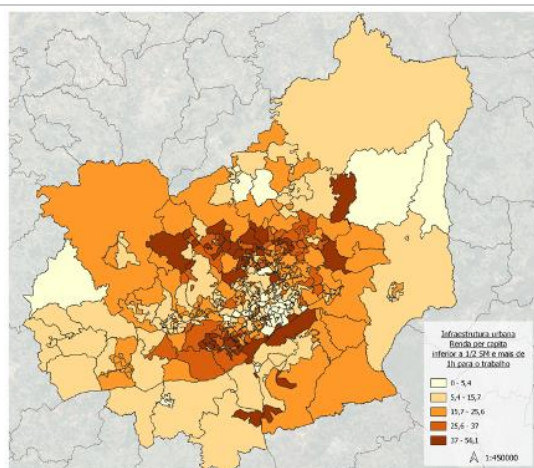 Infraestrutura urbana
Renda per capita
inferior a 1/2 SM e mais de
1h para o trabalho
0 - 5,4
5,4 - 15,7
15,7 - 25,6
25,6 - 37
37 - 56,1
1:450000